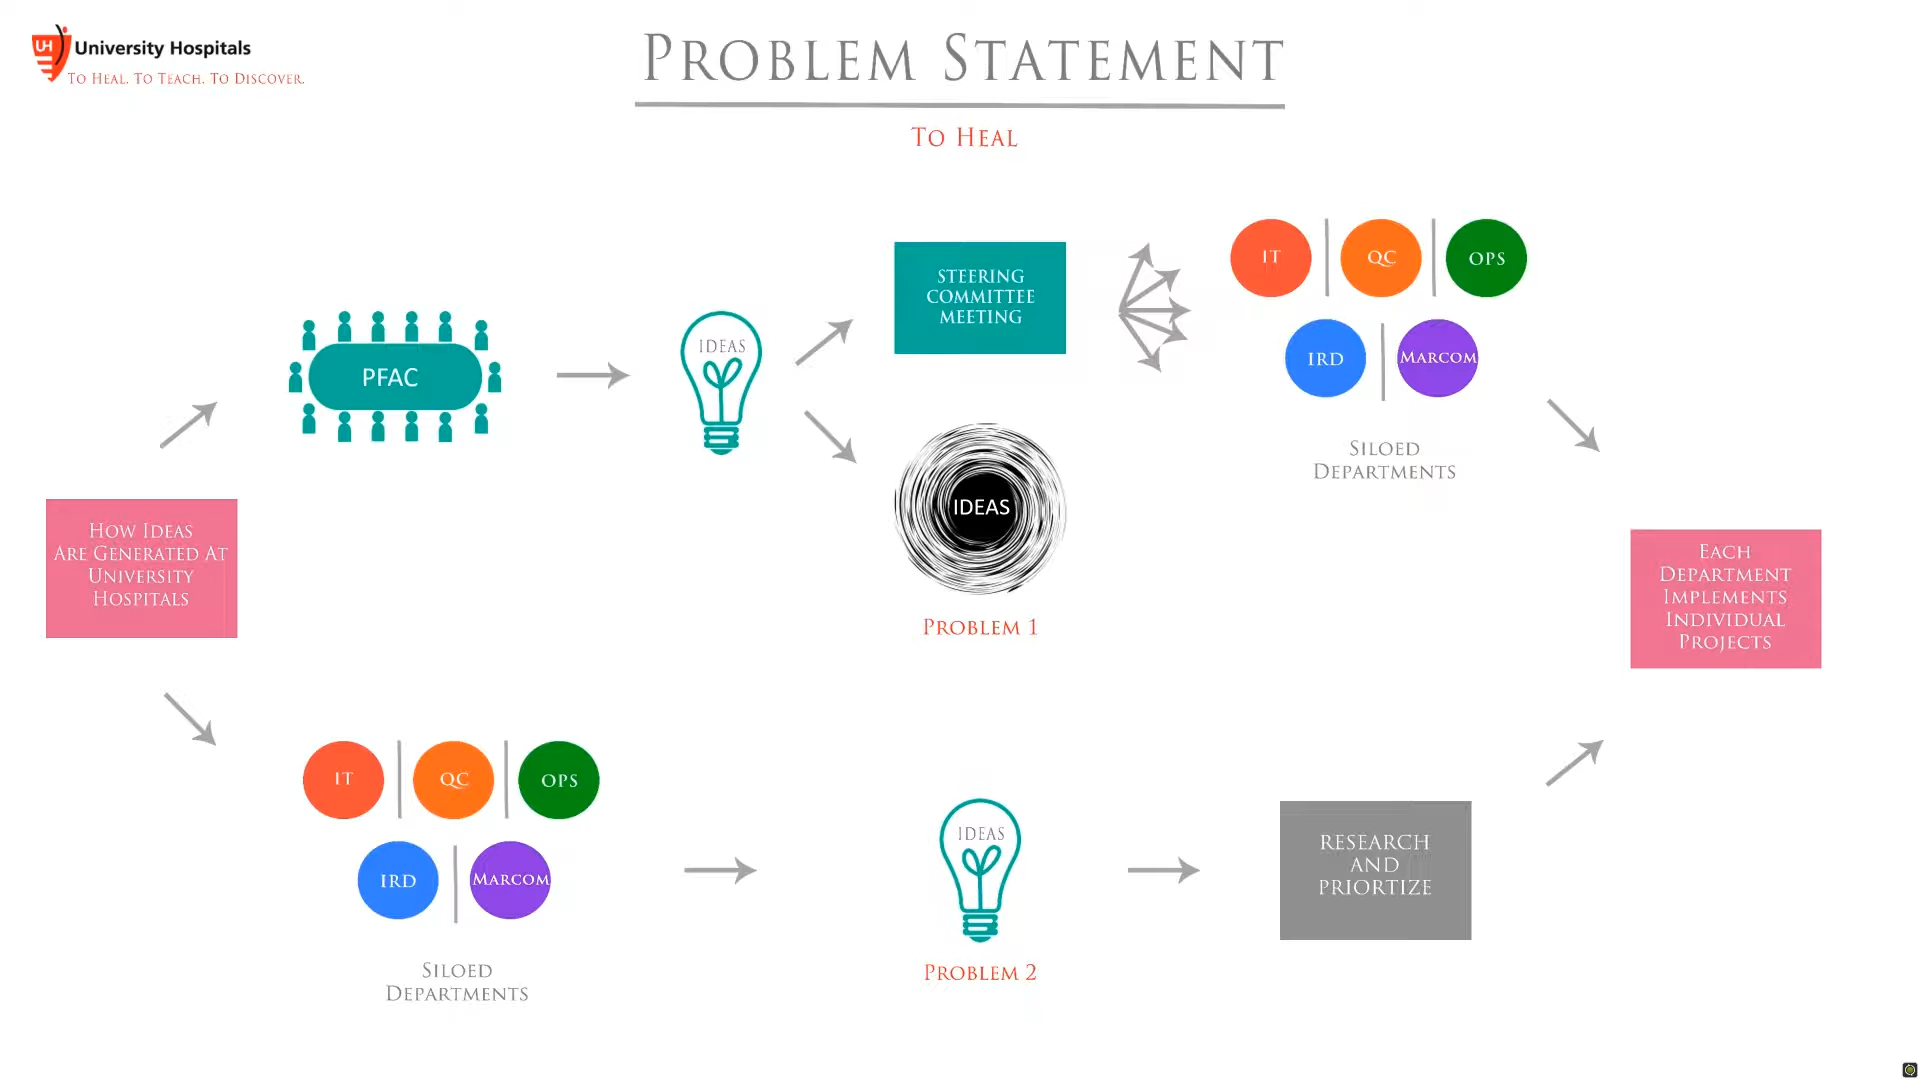 UH
University Hospitals
To Heal. To Teach. To Discover.
Problem Statement
To Heal
PFAC
IDEAS
STEERING
COMMITTEE
MEETING
IT
QC
OPS
IRD
Marcom
Siloed
Departments
IDEAS
Problem 1
How Ideas
Are Generated At
University
Hospitals
Each
Department
Implements
Individual
Projects
IT
QC
OPS
IRD
Marcom
Siloed
Departments
IDEAS
Problem 2
Research
and
Priortize